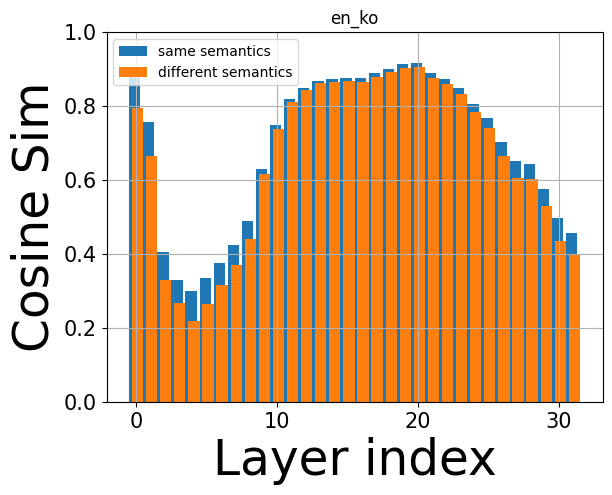 en_ko
same semantics
different semantics
Cosine Sim
1.0
0.8
0.6
0.4
0.2
0.0
0 10 20 30
Layer index